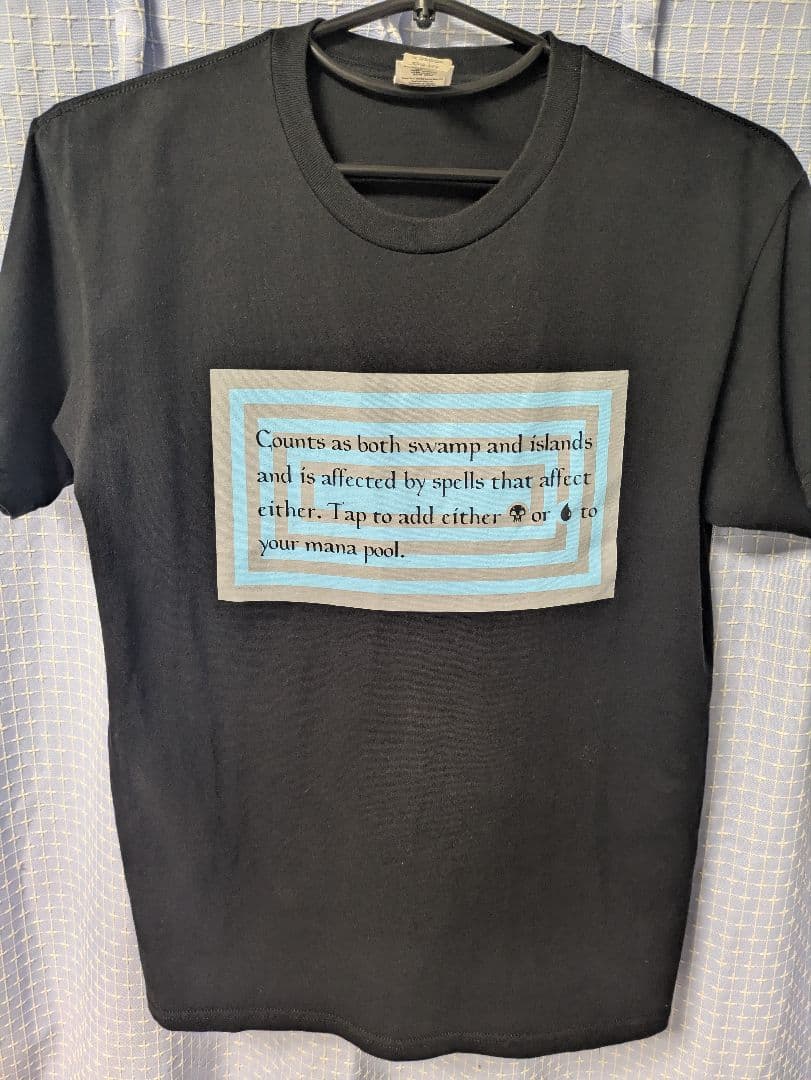 Counts as both swamp and islands
and is affected by spells that affect
either. Tap to add either or to
your mana pool.